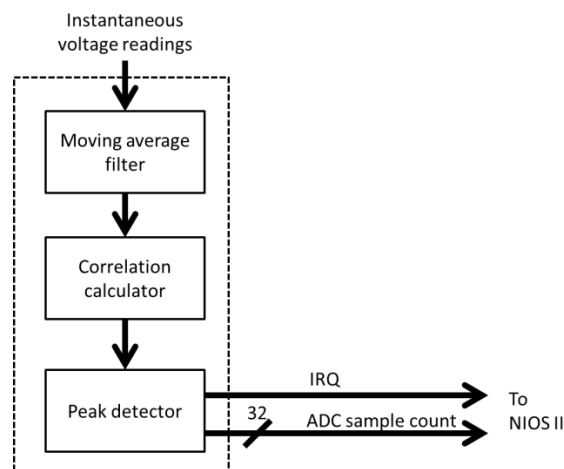 Instantaneous
voltage readings
Moving average
filter
Correlation
calculator
Peak detector
IRQ
32
ADC sample count
To
NIOS II